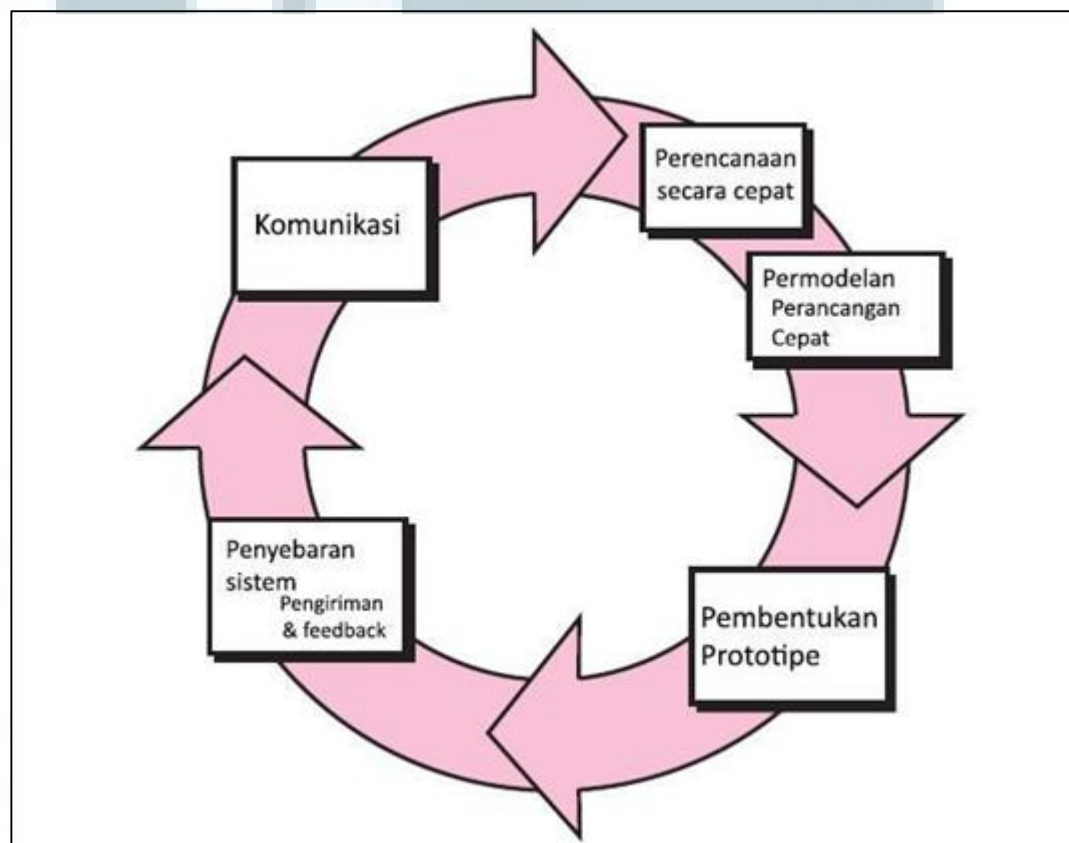 Komunikasi
Perencanaan
secara cepat
Permodelan
Perancangan
Cepat
Pembentukan
Prototipe
Penyebaran
sistem
Pengiriman
& feedback